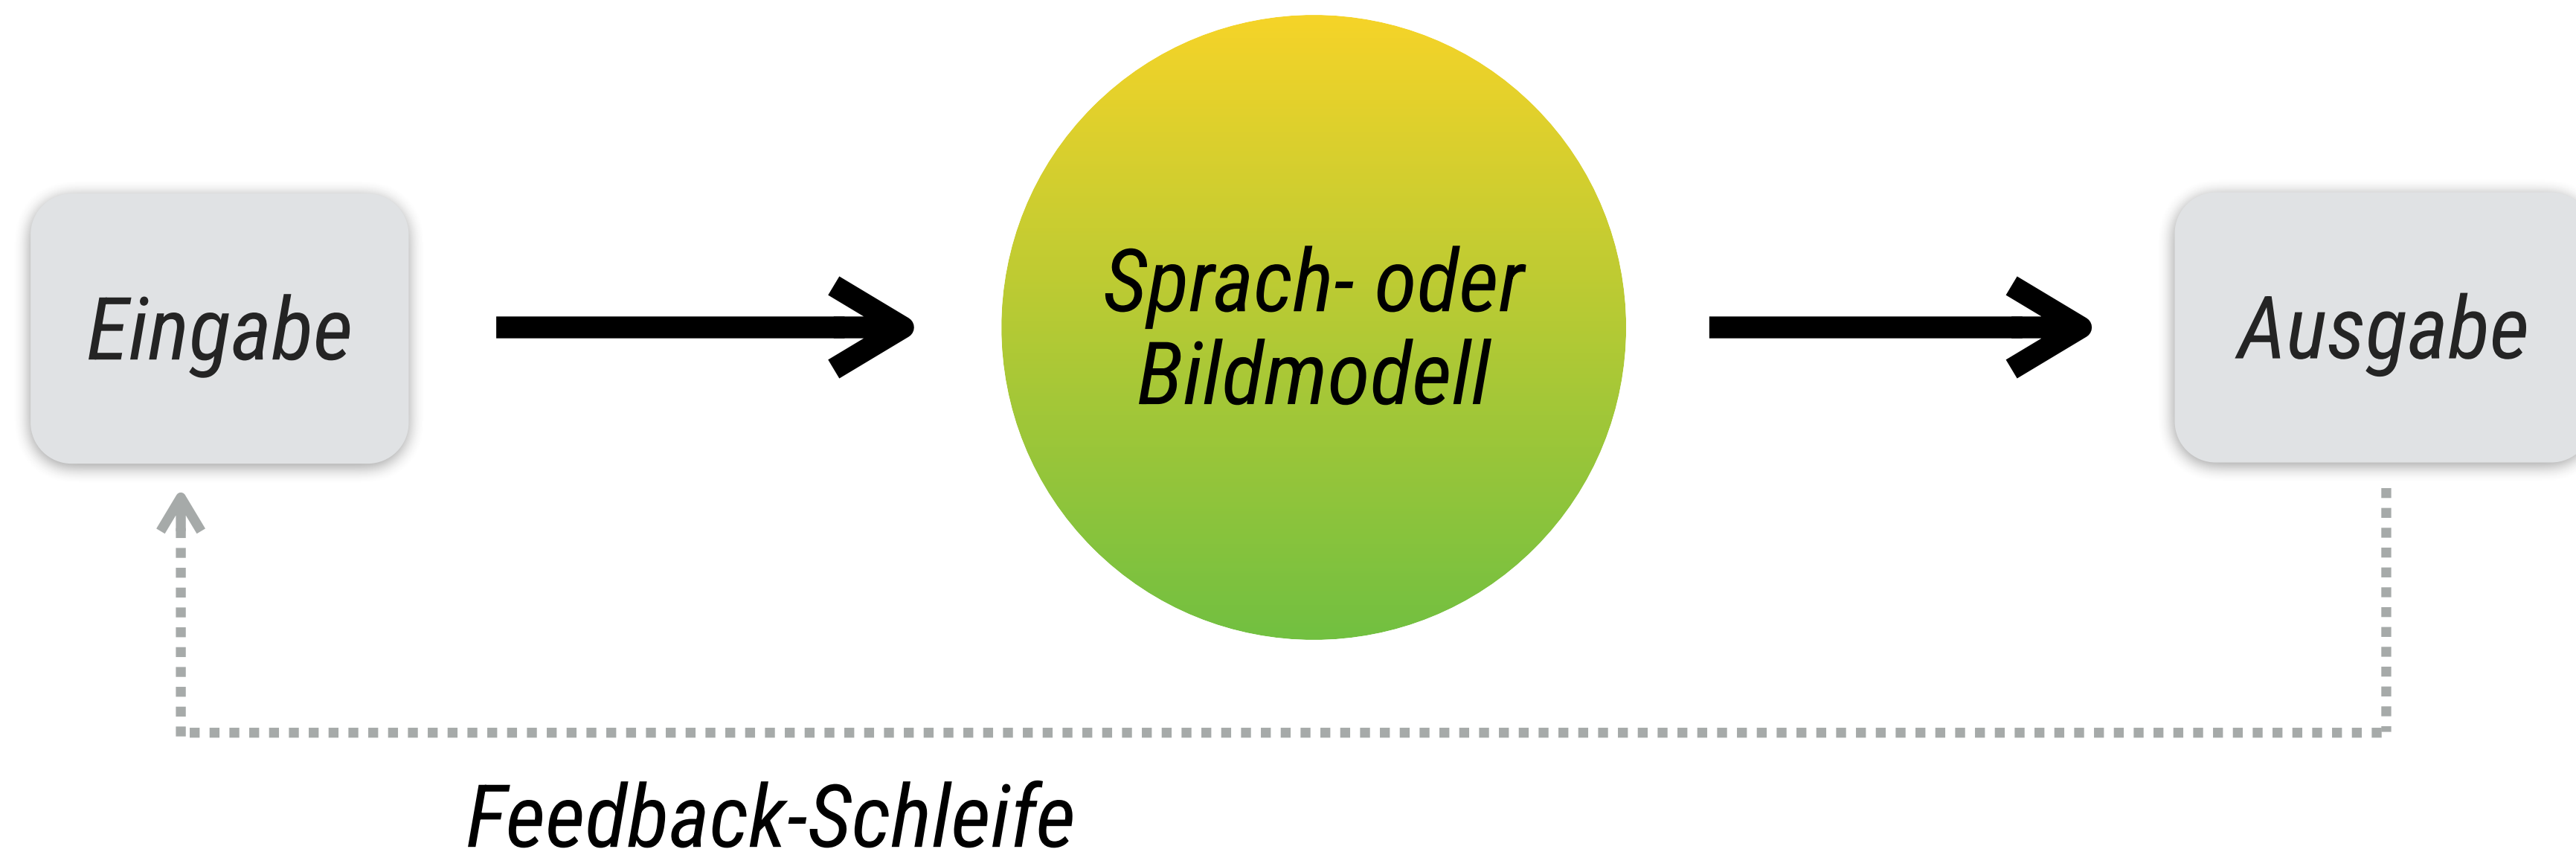 Eingabe
Sprach- oder
Bildmodell
Ausgabe
Feedback-Schleife